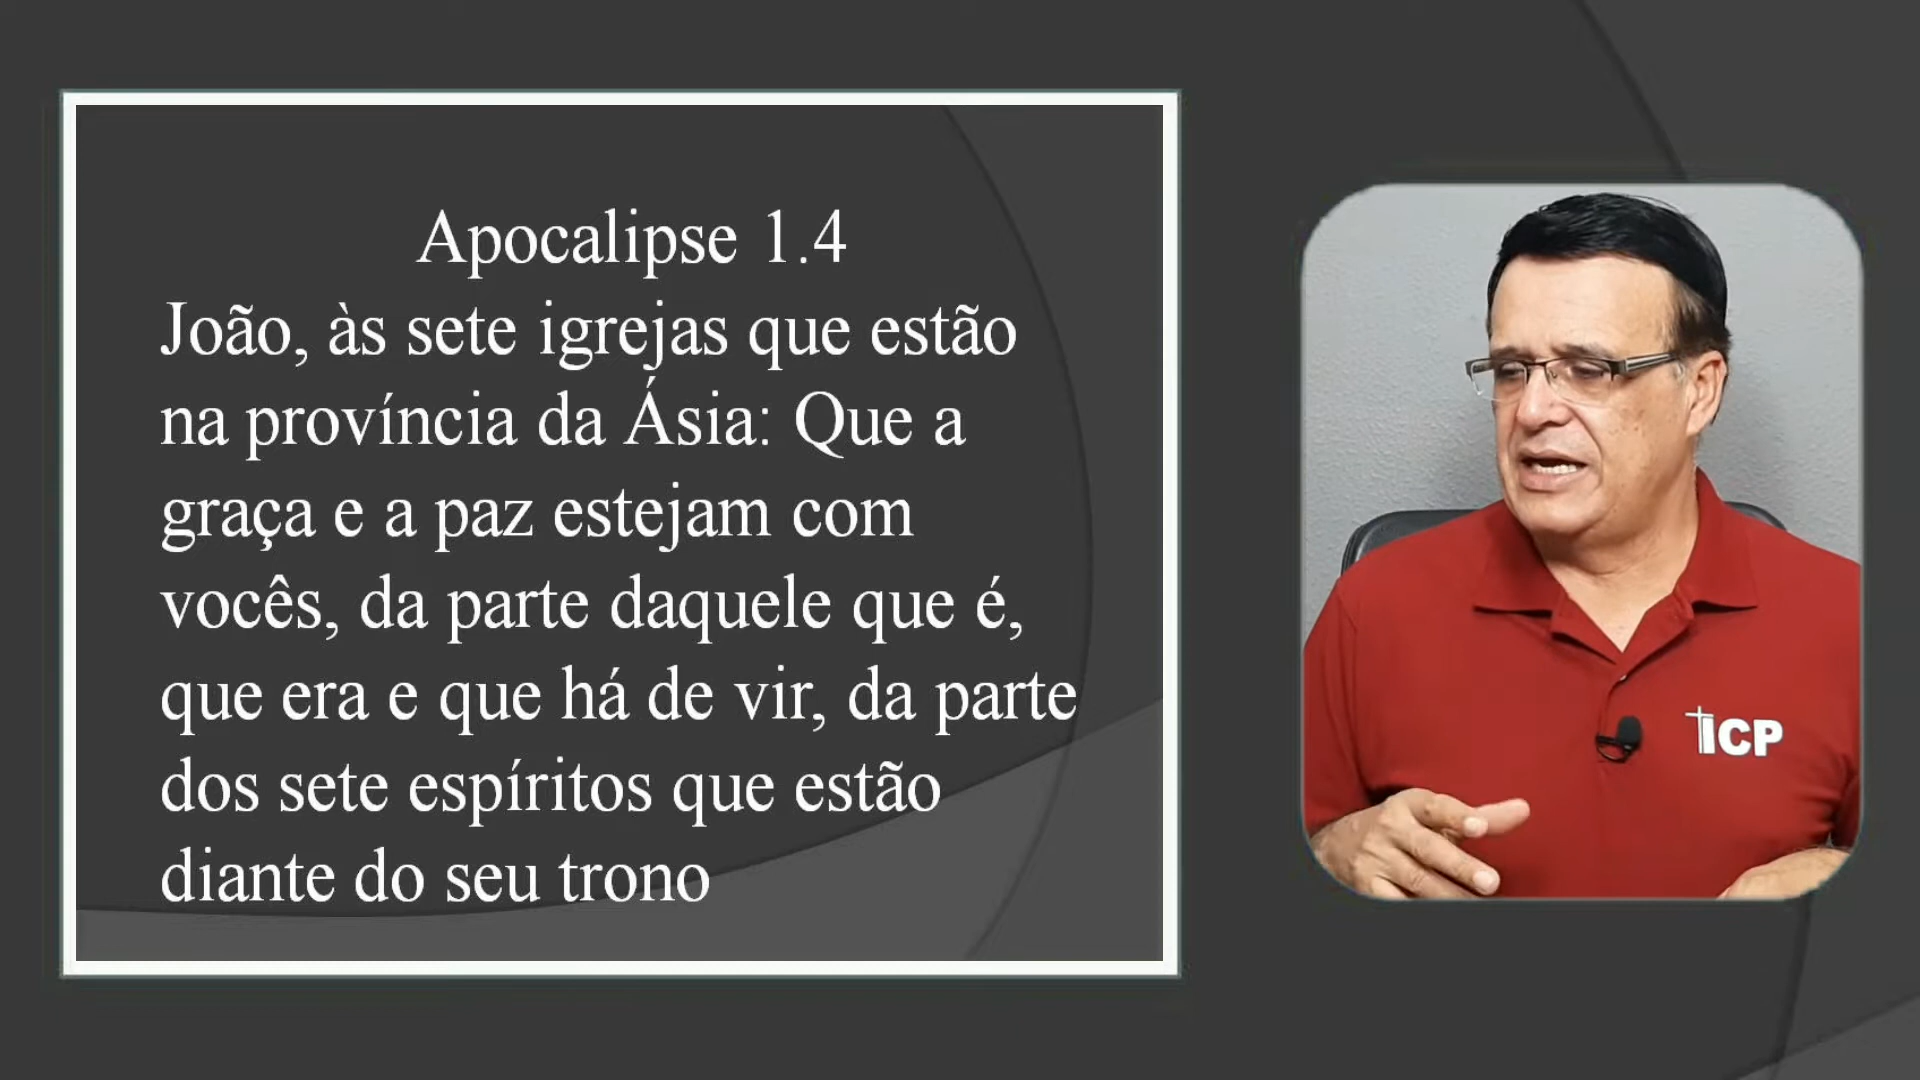 Apocalipse 1.4
João, às sete igrejas que estão
na província da Ásia: Que a
graça e a paz estejam com
vocês, da parte daquele que é,
que era e que há de vir, da parte
dos sete espíritos que estão
diante do seu trono
ICP